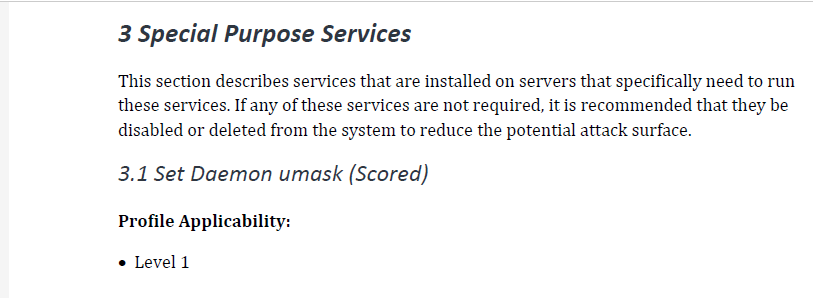 3 Special Purpose Services
This section describes services that are installed on servers that specifically need to run
these services. If any of these services are not required, it is recommended that they be
disabled or deleted from the system to reduce the potential attack surface.
3.1 Set Daemon umask (Scored)
Profile Applicability:
• Level 1